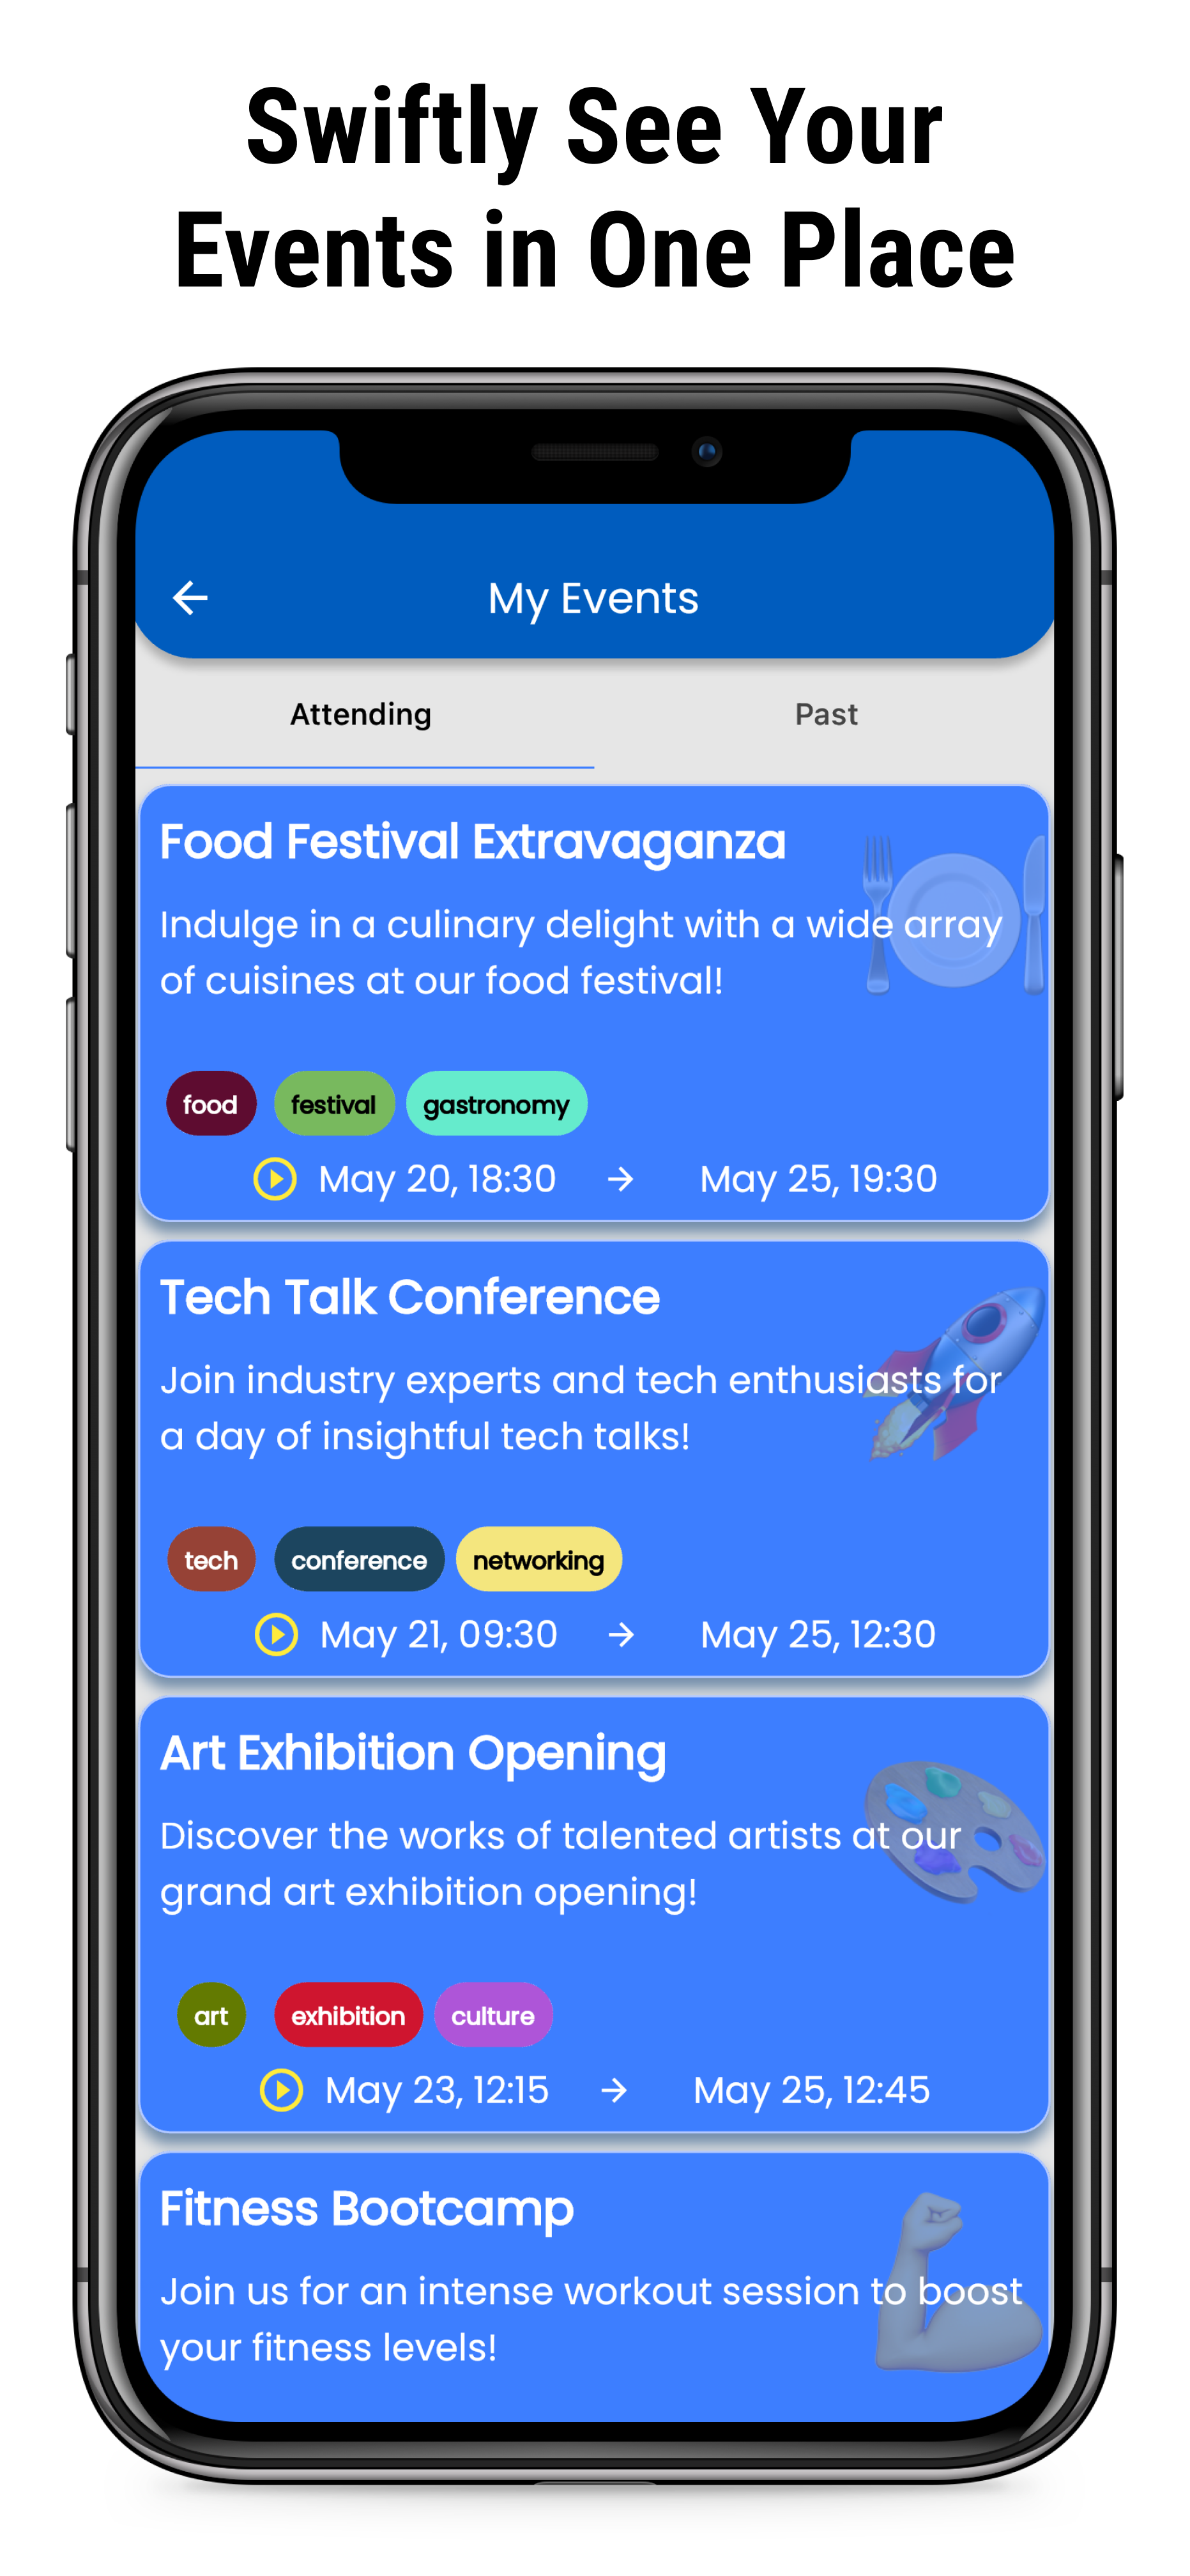 Swiftly See Your
Events in One Place
My Events
Attending Past
Food Festival Extravaganza
Indulge in a culinary delight with a wide array
of cuisines at our food festival!
food festival gastronomy
May 20, 18:30 → May 25, 19:30
Tech Talk Conference
Join industry experts and tech enthusiasts for
a day of insightful tech talks!
tech conference networking
May 21, 09:30 → May 25, 12:30
Art Exhibition Opening
Discover the works of talented artists at our
grand art exhibition opening!
art exhibition culture
May 23, 12:15 → May 25, 12:45
Fitness Bootcamp
Join us for an intense workout session to boost
your fitness levels!